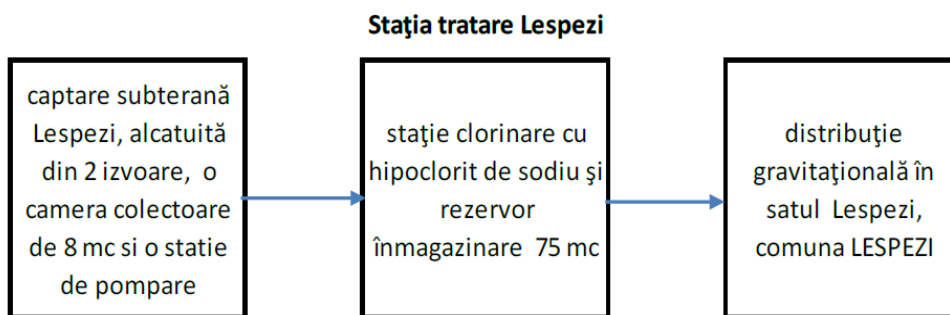 Staţia tratare Lespezi
captare subterană
Lespezi, alcatuită
din 2 izvoare, o
camera colectoare
de 8 mc si o statie
de pompare
staţie clorinare cu
hipoclorit de sodiu şi
rezervor
înmagazinare 75 mc
distribuţie
gravitaţională în
satul Lespezi,
comuna LESPEZI